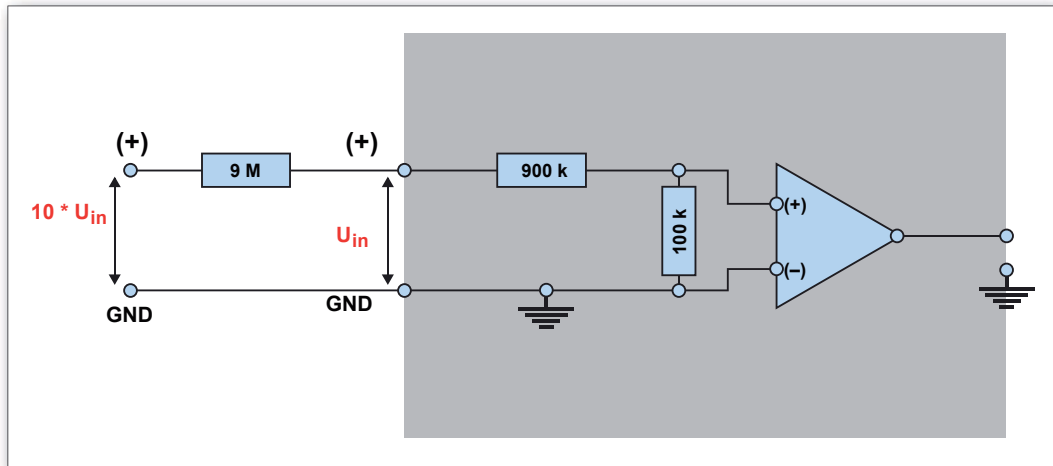 (+)
(+)
9 M
900 k
10 * Uin
Uin
100 k
(+)
(–)
GND
GND